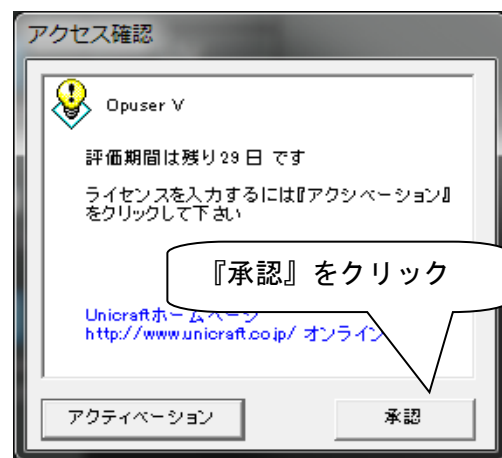 アクセス確認
Opuser V
評価期間は残り29日 です
ライセンスを入力するには『アクシベーション』
をクリックして下さい
『承認』をクリック
Unicraftホームページ
http://www.unicraft.co.jp/ オンライン
アクティベーション
承認